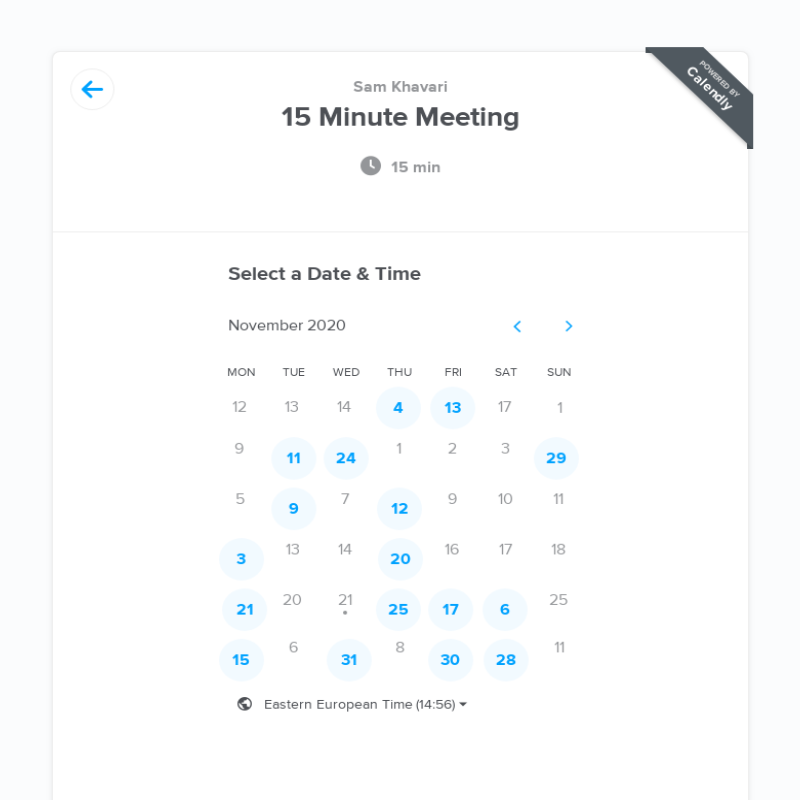 POWERED BY
Calendly
Sam Khavari
15 Minute Meeting
15 min
Select a Date & Time
November 2020
MON TUE WED THU FRI SAT SUN
12 13 14 4 13 17 1
9 11 24 1 2 3 29
5 9 7 12 9 10 11
3 13 14 20 16 17 18
21 20 21 25 17 6 25
15 6 31 8 30 28 11
Eastern European Time (14:56)